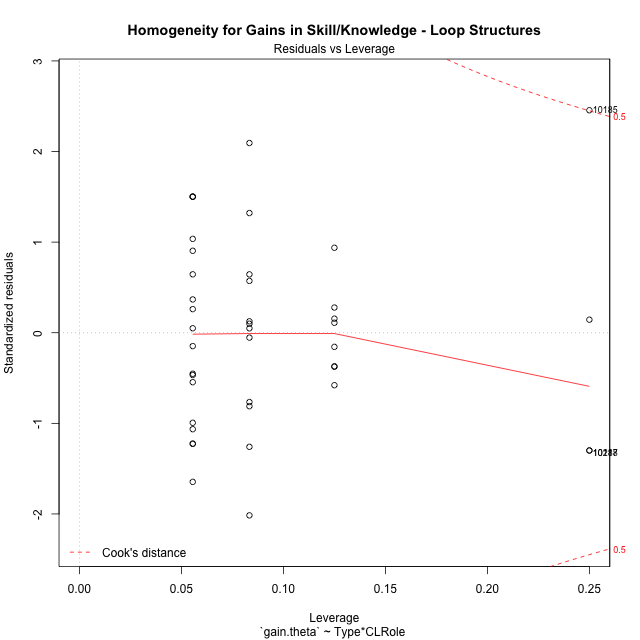 Homogeneity for Gains in Skill/Knowledge - Loop Structures
Residuals vs Leverage
3
2
1
0
-1
-2
Standardized residuals
10185
0.5
0.5
Cook's distance
0.00
0.05
0.10
0.15
0.20
0.25
Leverage
`gain.theta` ~ Type*CLRole